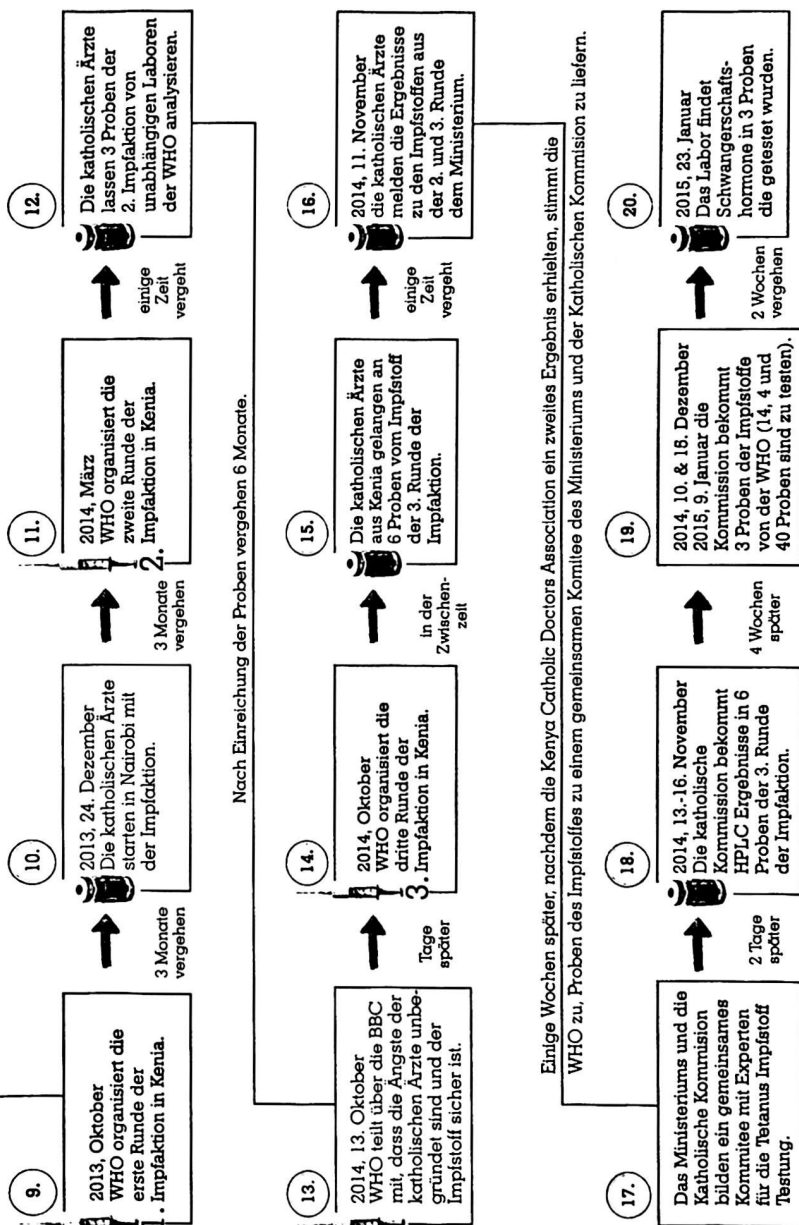 9.
2013, Oktober
WHO organisiert die
erste Runde der
1. Impfaktion in Kenia.
3 Monate
vergehen
10.
2013, 24. Dezember
Die katholischen Ärzte
starten in Nairobi mit
der Impfaktion.
3 Monate
vergehen
11.
2014, März
WHO organisiert die
zweite Runde der
2. Impfaktion in Kenia.
einige
Zeit
vergeht
12.
Die katholischen Ärzte
lassen 3 Proben der
2. Impfaktion von
unabhängigen Laboren
der WHO analysieren.
Nach Einreichung der Proben vergehen 6 Monate.
13.
2014, 13. Oktober
WHO teilt über die BBC
mit, dass die Ängste der
katholischen Ärzte unbe-
gründet sind und der
Impfstoff sicher ist.
Tage
später
14.
2014, Oktober
WHO organisiert die
dritte Runde der
3. Impfaktion in Kenia.
in der
Zwischen-
zeit
15.
Die katholischen Ärzte
aus Kenia gelangen an
6 Proben vom Impfstoff
der 3. Runde der
Impfaktion.
einige
Zeit
vergeht
16.
2014, 11. November
die katholischen Ärzte
melden die Ergebnisse
zu den Impfstoffen aus
der 2. und 3. Runde
dem Ministerium.
Einige Wochen später, nachdem die Kenya Catholic Doctors Association ein zweites Ergebnis erhielten, stimmt die
WHO zu, Proben des Impfstoffes zu einem gemeinsamen Komitee des Ministeriums und der Katholischen Kommision zu liefern.
17.
Das Ministeriums und die
Katholische Kommision
bilden ein gemeinsames
Kommitee mit Experten
für die Tetanus Impfstoff
Testung.
2 Tage
später
18.
2014, 13.-16. November
Die katholische
Kommission bekommt
HPLC Ergebnisse in 6
Proben der 3. Runde
der Impfaktion.
4 Wochen
später
19.
2014, 10. & 15. Dezember
2015, 9. Januar die
Kommission bekommt
3 Proben der Impfstoffe
von der WHO (14, 4 und
40 Proben sind zu testen).
2 Wochen
vergehen
20.
2015, 23. Januar
Das Labor findet
Schwangerschafts-
hormone in 3 Proben
die getestet wurden.